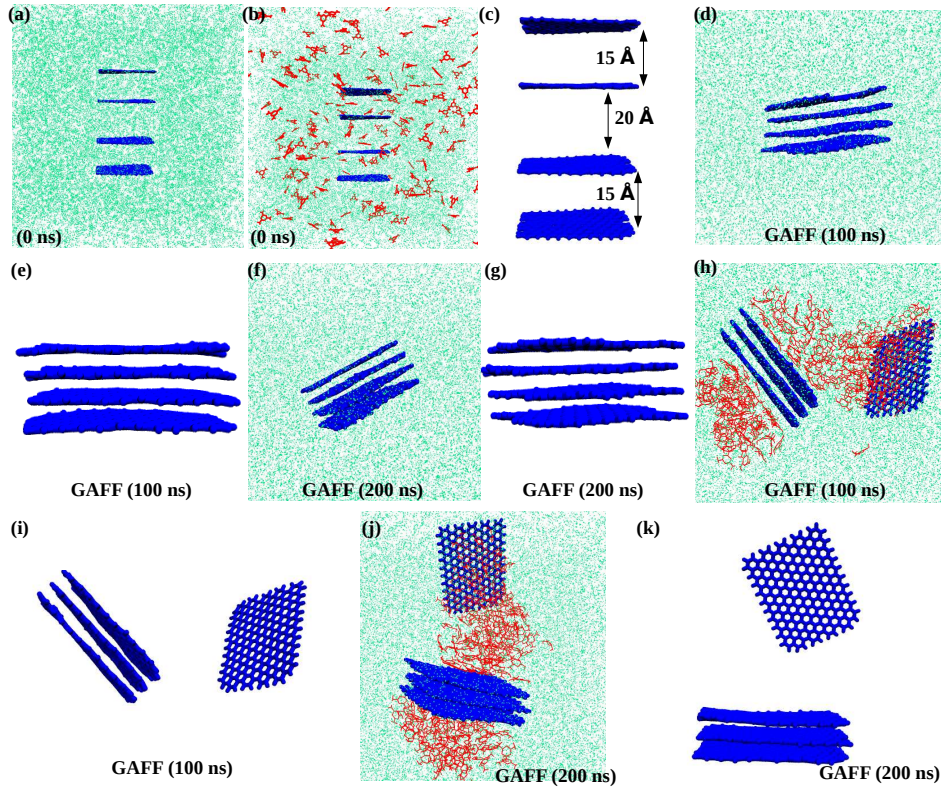 (a)
(b)
(c)
(d)
15 Å
20 Å
15 Å
(0 ns)
(0 ns)
GAFF (100 ns)
(e)
(f)
(g)
(h)
GAFF (100 ns)
GAFF (200 ns)
GAFF (200 ns)
GAFF (100 ns)
(i)
(j)
(k)
GAFF (100 ns)
GAFF (200 ns)
GAFF (200 ns)